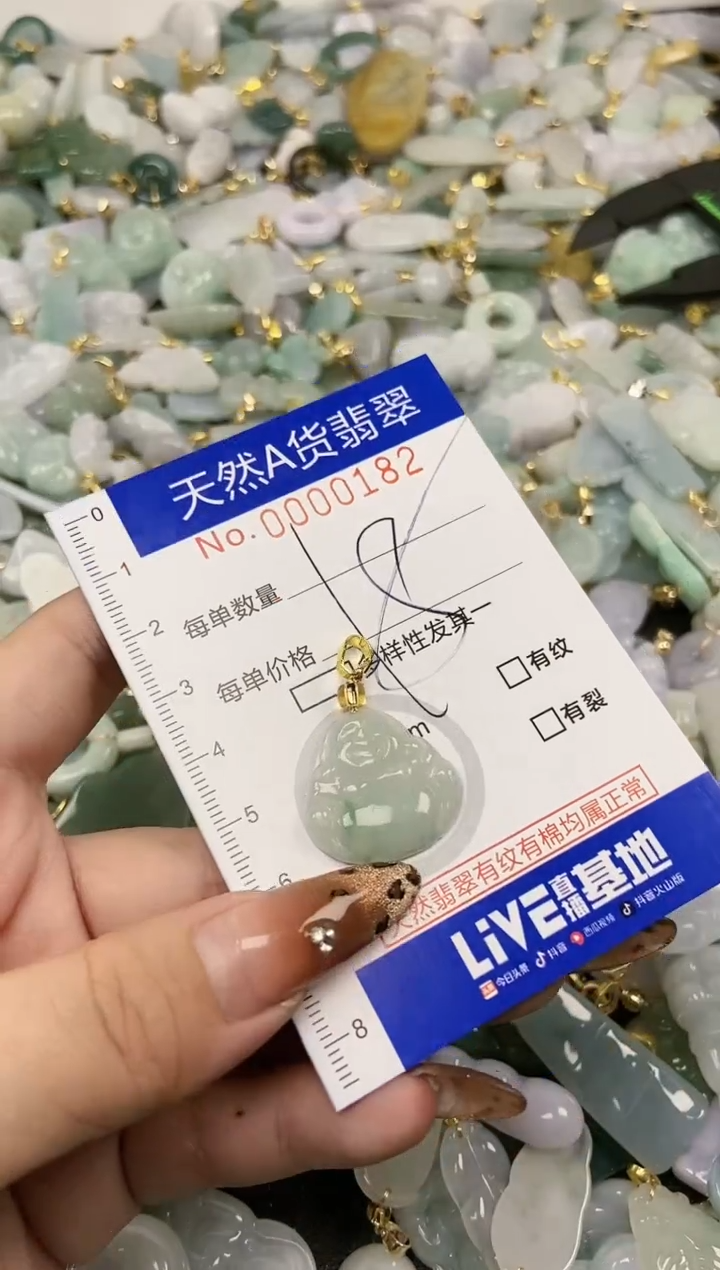 天然A货翡翠
No.0000182
每单数量
18
每单价格
样性发其一
m
有纹
有裂
天然翡翠有纹有棉均属正常
LIVE直播基地
今日头条 抖音 西瓜视频 抖音火山版
0
1
2
3
4
5
6
8